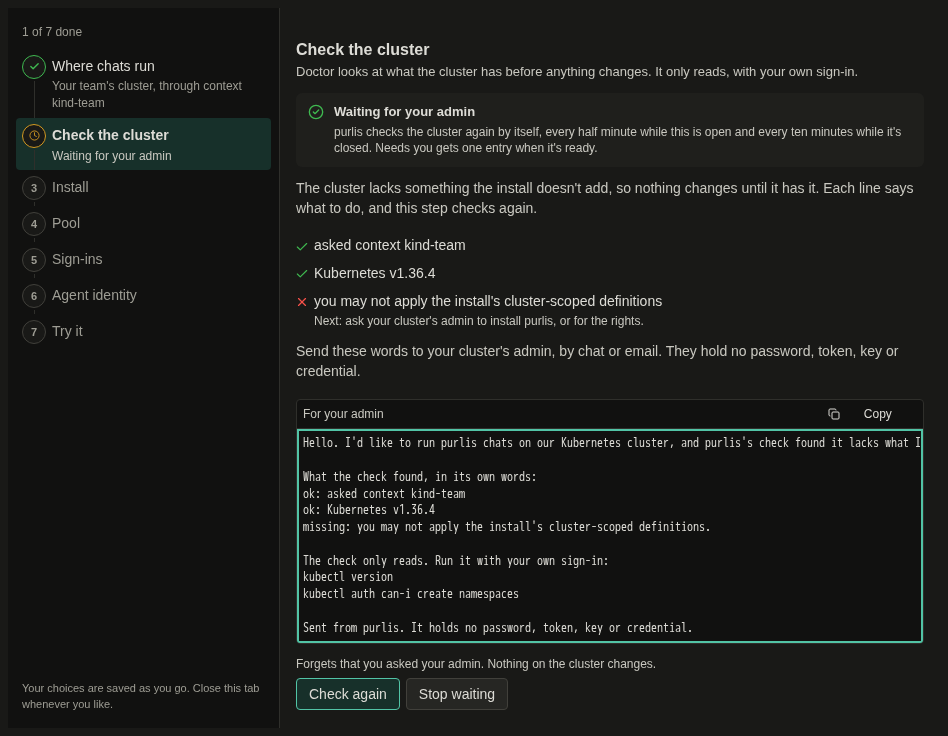 1 of 7 done
Where chats run
Your team's cluster, through context
kind-team
Check the cluster
Waiting for your admin
3 Install
4 Pool
5 Sign-ins
6 Agent identity
7 Try it
Your choices are saved as you go. Close this tab
whenever you like.
Check the cluster
Doctor looks at what the cluster has before anything changes. It only reads, with your own sign-in.
Waiting for your admin
purlis checks the cluster again by itself, every half minute while this is open and every ten minutes while it's
closed. Needs you gets one entry when it's ready.
The cluster lacks something the install doesn't add, so nothing changes until it has it. Each line says
what to do, and this step checks again.
asked context kind-team
Kubernetes v1.36.4
you may not apply the install's cluster-scoped definitions
Next: ask your cluster's admin to install purlis, or for the rights.
Send these words to your cluster's admin, by chat or email. They hold no password, token, key or
credential.
For your admin
Copy
Hello. I'd like to run purlis chats on our Kubernetes cluster, and purlis's check found it lacks what I
What the check found, in its own words:
ok: asked context kind-team
ok: Kubernetes v1.36.4
missing: you may not apply the install's cluster-scoped definitions.
The check only reads. Run it with your own sign-in:
kubectl version
kubectl auth can-i create namespaces
Sent from purlis. It holds no password, token, key or credential.
Forgets that you asked your admin. Nothing on the cluster changes.
Check again
Stop waiting